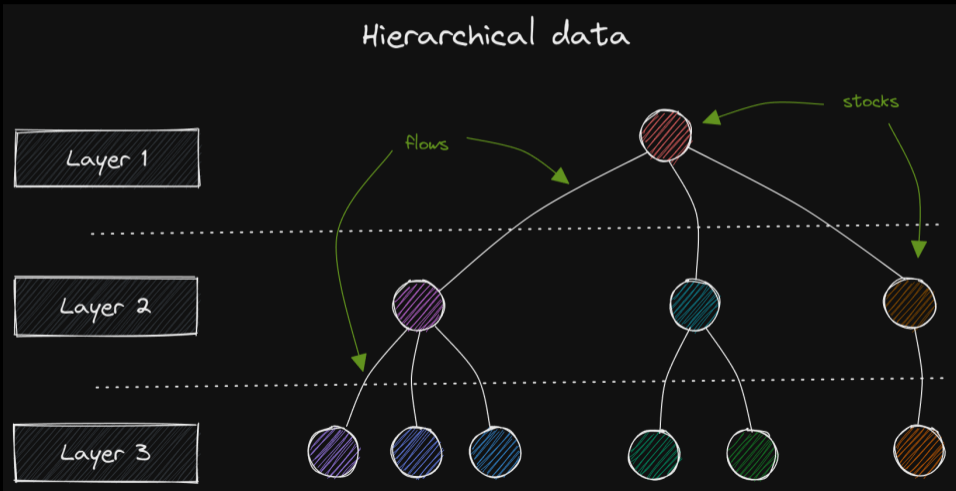 Hierarchical data
stocks
flows
Layer 1
Layer 2
Layer 3